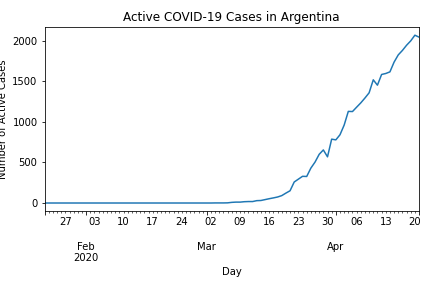 Active COVID-19 Cases in Argentina
Number of Active Cases
2000
1500
1000
500
0
27 03 10 17 24 02 09 16 23 30 06 13 20
Feb Mar Apr
2020
Day